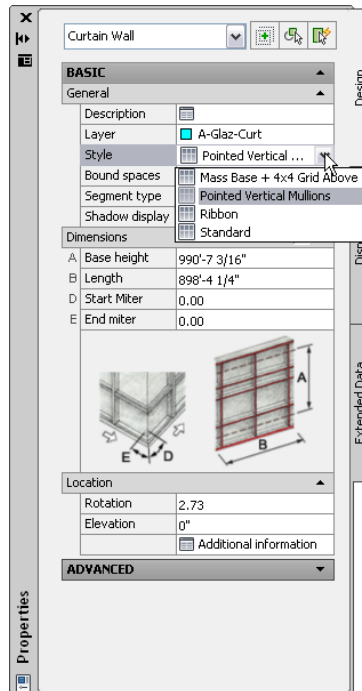 Curtain Wall
Design
BASIC
General
Description
Layer A-Glaz-Curt
Style Pointed Vertical ...
Bound spaces Mass Base + 4x4 Grid Above
Segment type Pointed Vertical Mullions
Shadow display Ribbon
Standard
Dimensions
A Base height 990'-7 3/16"
B Length 898'-4 1/4"
D Start Miter 0.00
E End miter 0.00
A
B
E D
Extended Data
Location
Rotation 2.73
Elevation 0"
Additional information
ADVANCED
Properties